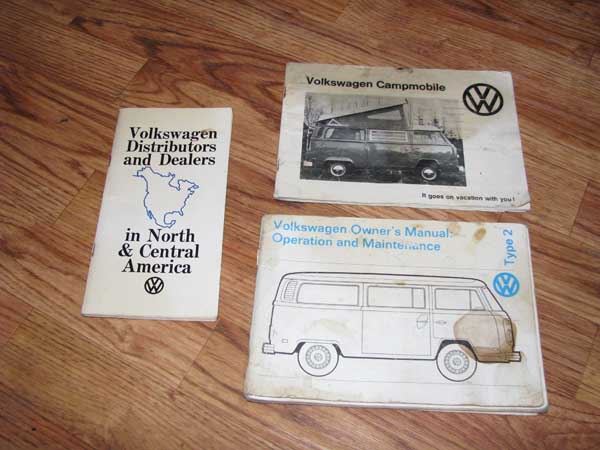 Volkswagen
Distributors
and Dealers
in North
& Central
America
Volkswagen Campmobile
It goes on vacation with you!
Volkswagen Owner's Manual:
Operation and Maintenance
Type 2